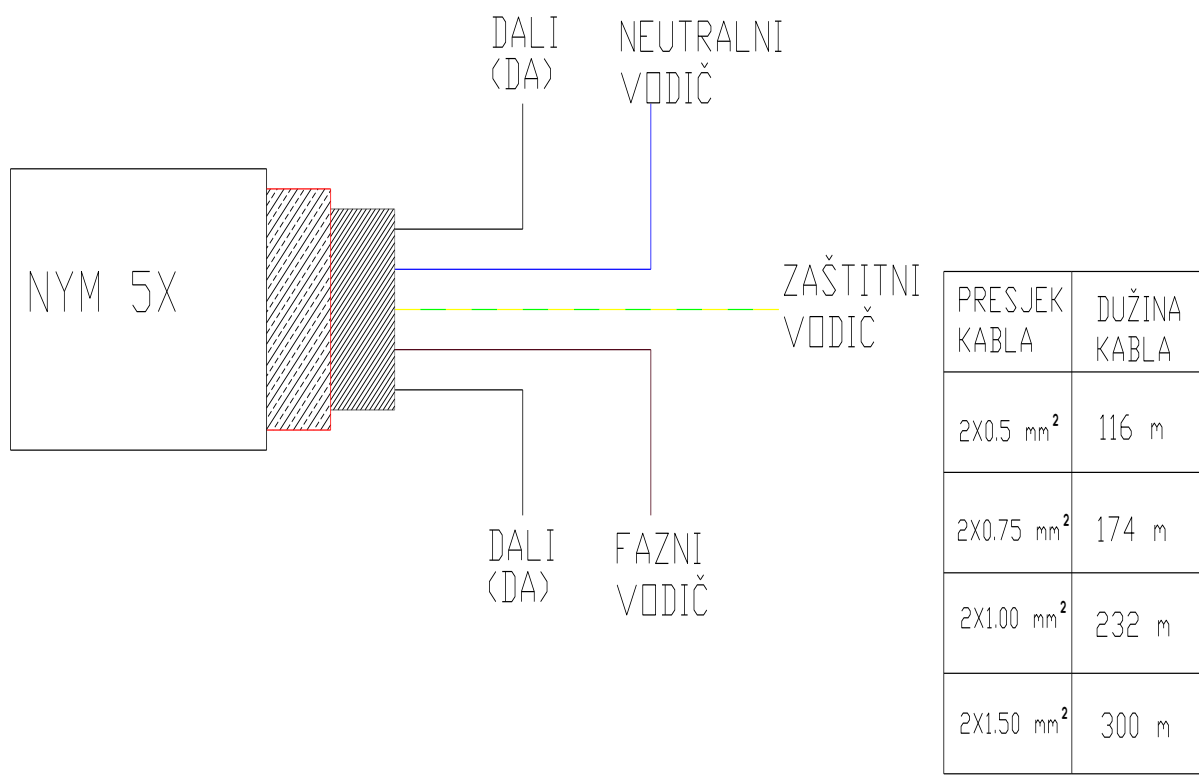 DALI
(DA)
NEUTRALNI
VODIČ
NYM 5X
ZAŠTITNI
VODIČ
DALI
(DA)
FAZNI
VODIČ
PRESJEK
KABLA
DUŽINA
KABLA
2X0.5 mm²
116 m
2X0.75 mm²
174 m
2X1.00 mm²
232 m
2X1.50 mm²
300 m